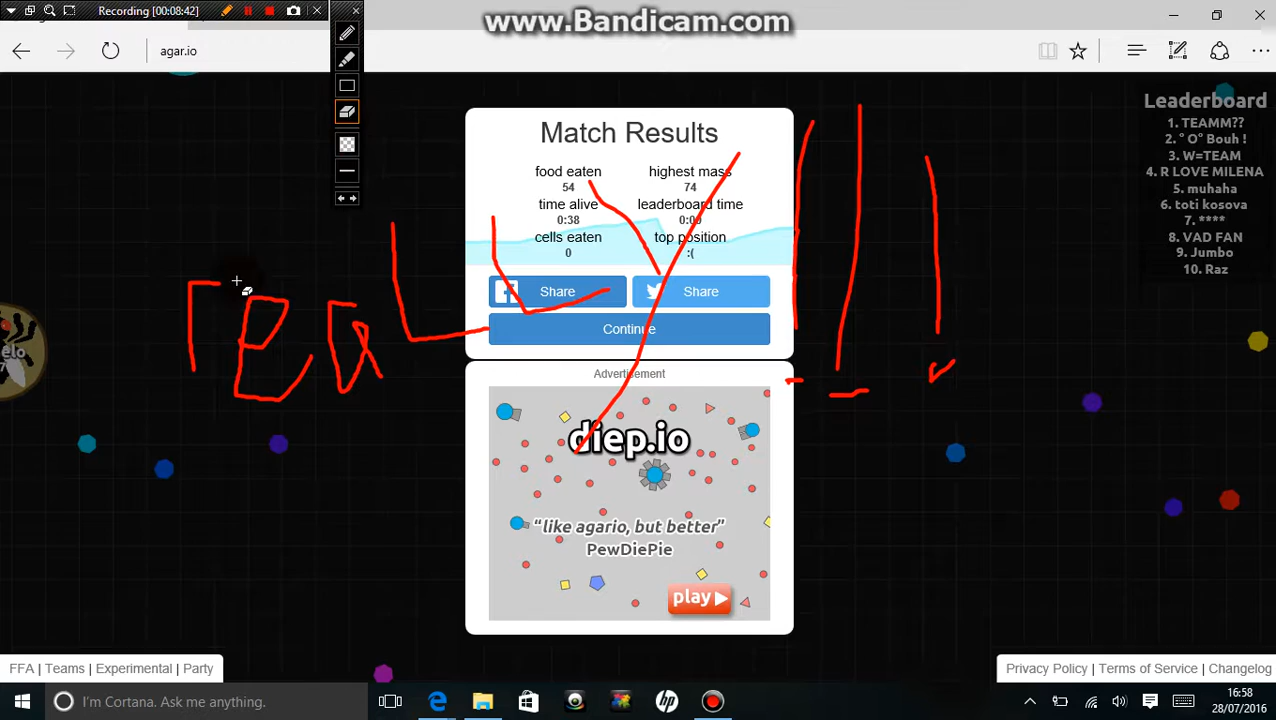 Recording [00:08:42]
www.Bandicam.com
agar.io
Match Results
food eaten
54
highest mass
74
time alive
0:38
leaderboard time
0:00
cells eaten
0
top position
:(
Share
Share
Continue
Advertisement
diep.io
“like agario, but better”
PewDiePie
play
Leaderboard
1. TEAMM??
2. ° O° Bouh !
3. W=TEAM
4. R LOVE MILENA
5. muhaha
6. toti kosova
7. ****
8. VAD FAN
9. Jumbo
10. Raz
reaLLy!!!
elo
FFA | Teams | Experimental | Party
Privacy Policy | Terms of Service | Changelog
I'm Cortana. Ask me anything.
16:58
28/07/2016